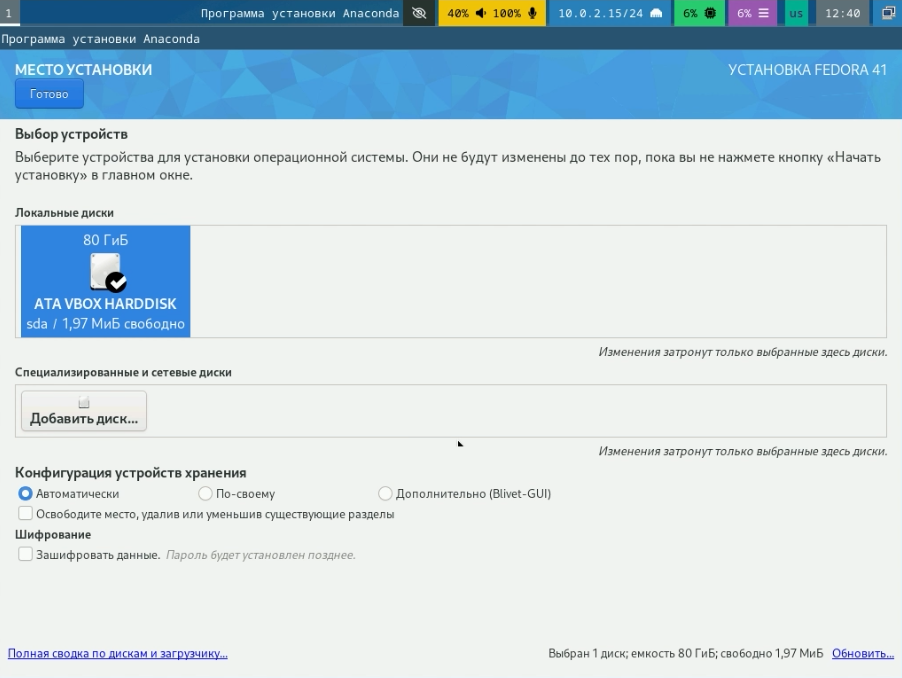 1 Программа установки Anaconda 40% 100% 10.0.2.15/24 6% 6% us 12:40
Программа установки Anaconda
МЕСТО УСТАНОВКИ УСТАНОВКА FEDORA 41
Готово
Выбор устройств
Выберите устройства для установки операционной системы. Они не будут изменены до тех пор, пока вы не нажмете кнопку «Начать
установку» в главном окне.
Локальные диски
80 ГиБ
ATA VBOX HARDDISK
sda / 1,97 МиБ свободно
Изменения затронут только выбранные здесь диски.
Специализированные и сетевые диски
Добавить диск...
Изменения затронут только выбранные здесь диски.
Конфигурация устройств хранения
Автоматически По-своему Дополнительно (Blivet-GUI)
Освободите место, удалив или уменьшив существующие разделы
Шифрование
Зашифровать данные. Пароль будет установлен позднее.
Полная сводка по дискам и загрузчику... Выбран 1 диск; емкость 80 ГиБ; свободно 1,97 МиБ Обновить...